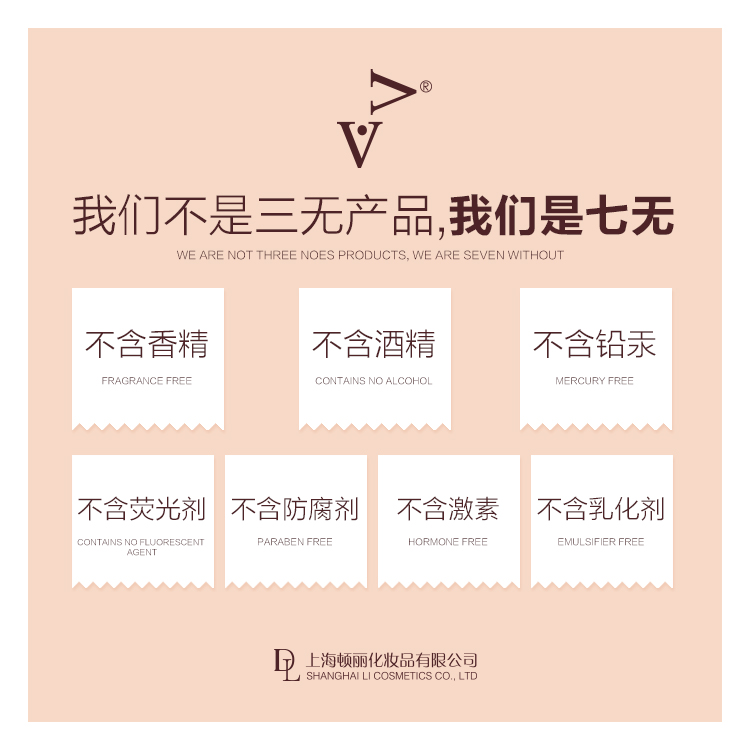 VA®
我们不是三无产品,我们是七无
WE ARE NOT THREE NOES PRODUCTS, WE ARE SEVEN WITHOUT
不含香精
FRAGRANCE FREE
不含酒精
CONTAINS NO ALCOHOL
不含铅汞
MERCURY FREE
不含荧光剂
CONTAINS NO FLUORESCENT
AGENT
不含防腐剂
PARABEN FREE
不含激素
HORMONE FREE
不含乳化剂
EMULSIFIER FREE
DL 上海顿丽化妆品有限公司
SHANGHAI LI COSMETICS CO., LTD